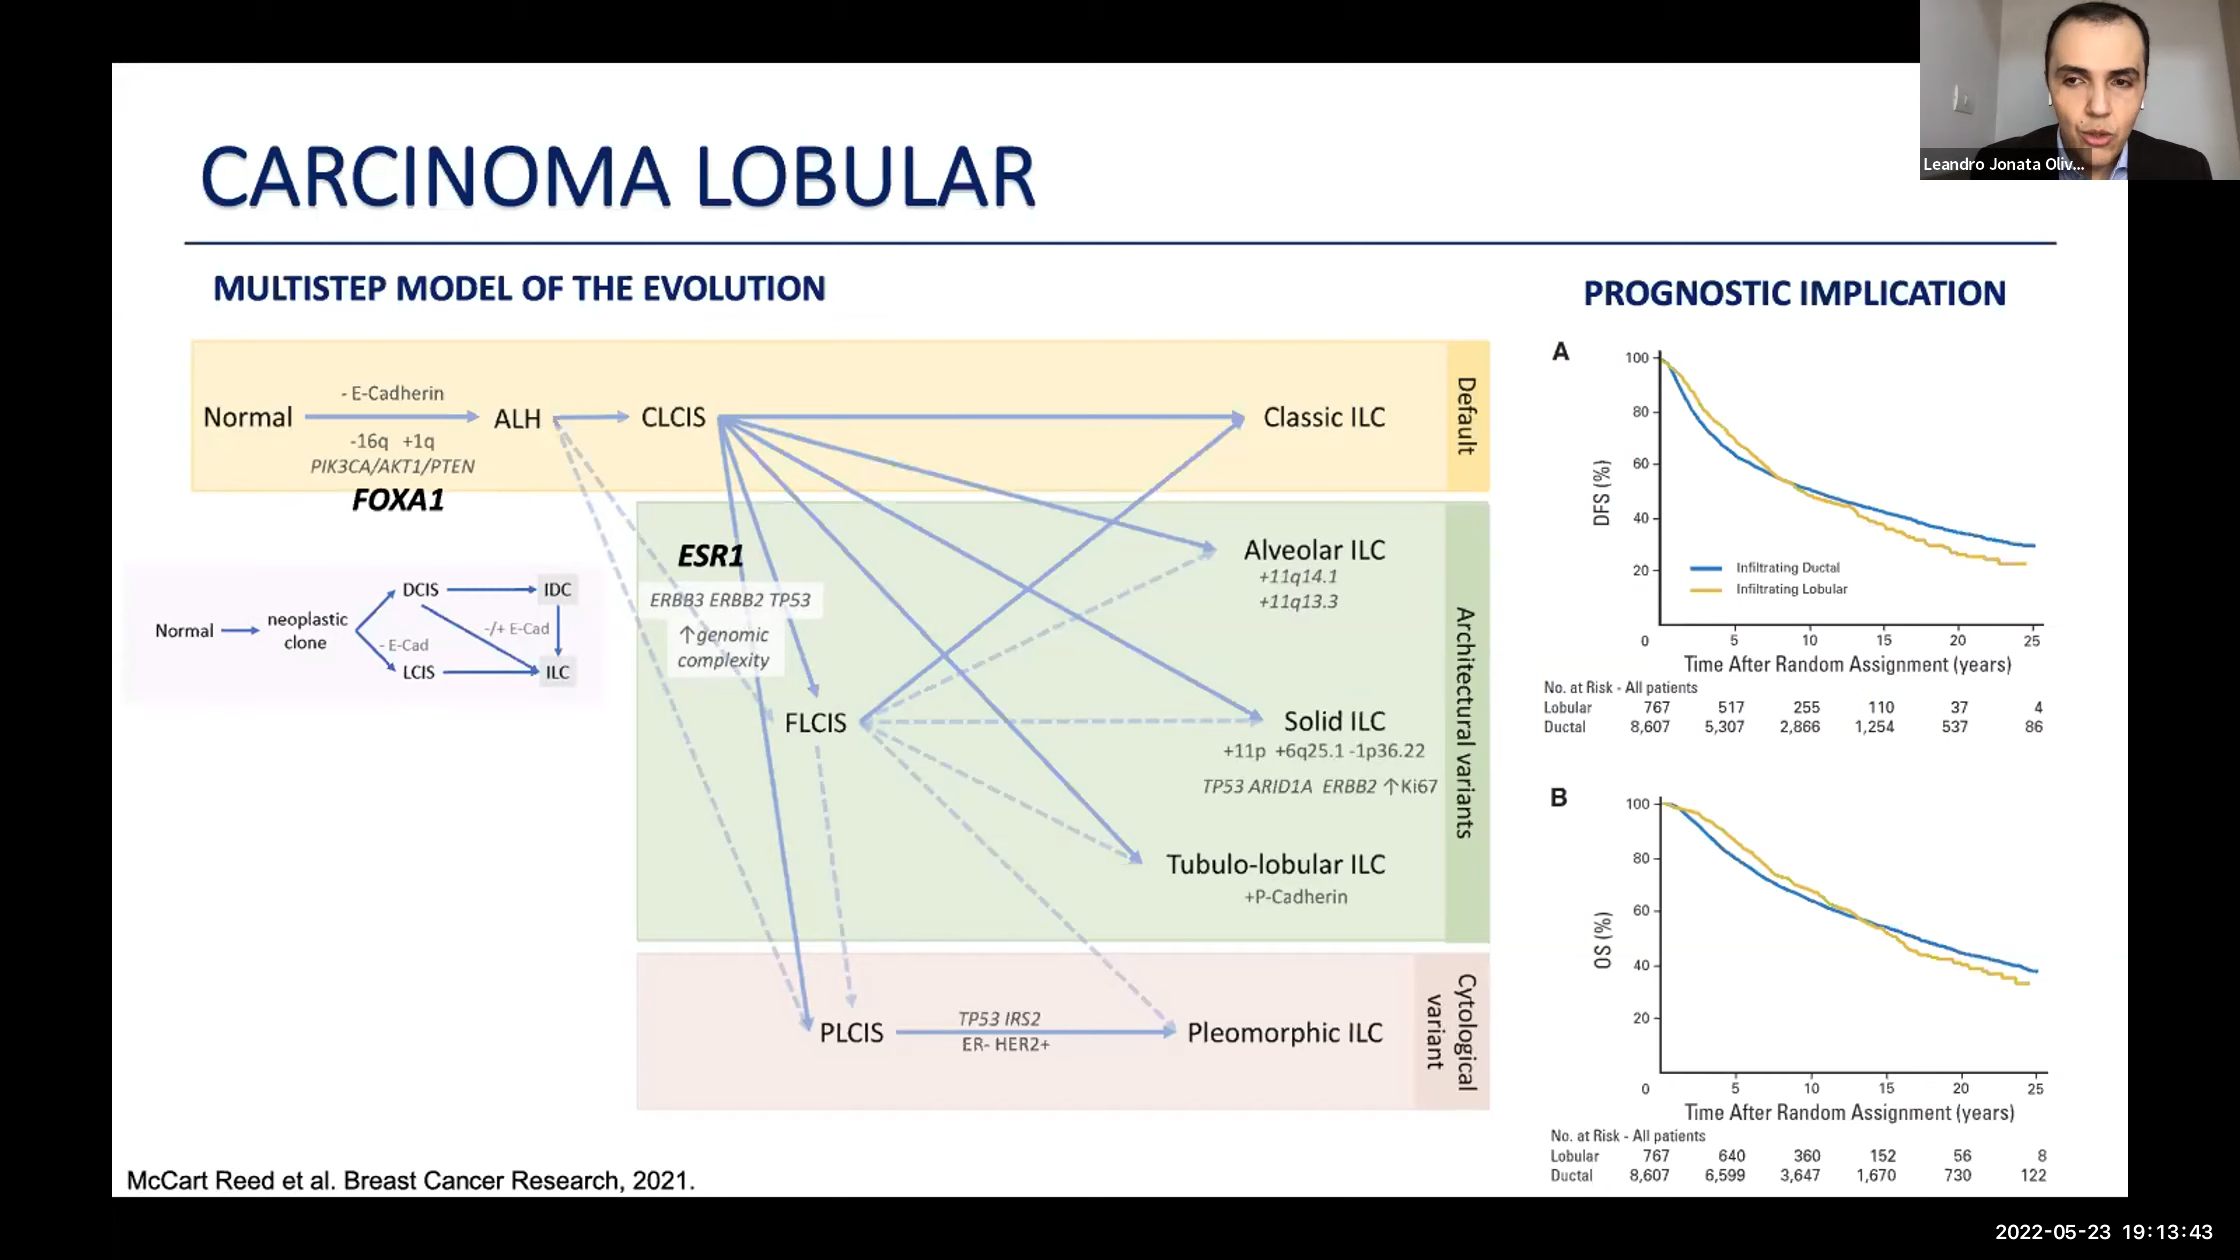 Leandro Jonata Oliv...
CARCINOMA LOBULAR
MULTISTEP MODEL OF THE EVOLUTION
Normal
- E-Cadherin
-16q +1q
PIK3CA/AKT1/PTEN
FOXA1
ALH
CLCIS
Classic ILC
Default
Normal
neoplastic
clone
DCIS
IDC
-/+ E-Cad
- E-Cad
LCIS
ILC
ESR1
ERBB3 ERBB2 TP53
↑genomic
complexity
FLCIS
Alveolar ILC
+11q14.1
+11q13.3
Solid ILC
+11p +6q25.1 -1p36.22
TP53 ARID1A ERBB2 ↑Ki67
Tubulo-lobular ILC
+P-Cadherin
Architectural variants
PLCIS
TP53 IRS2
ER- HER2+
Pleomorphic ILC
Cytological
variant
PROGNOSTIC IMPLICATION
A
100
80
60
40
20
0
DFS (%)
Infiltrating Ductal
Infiltrating Lobular
5 10 15 20 25
Time After Random Assignment (years)
No. at Risk - All patients
Lobular 767 517 255 110 37 4
Ductal 8,607 5,307 2,866 1,254 537 86
B
100
80
60
40
20
0
OS (%)
5 10 15 20 25
Time After Random Assignment (years)
No. at Risk - All patients
Lobular 767 640 360 152 56 8
Ductal 8,607 6,599 3,647 1,670 730 122
McCart Reed et al. Breast Cancer Research, 2021.
2022-05-23 19:13:43